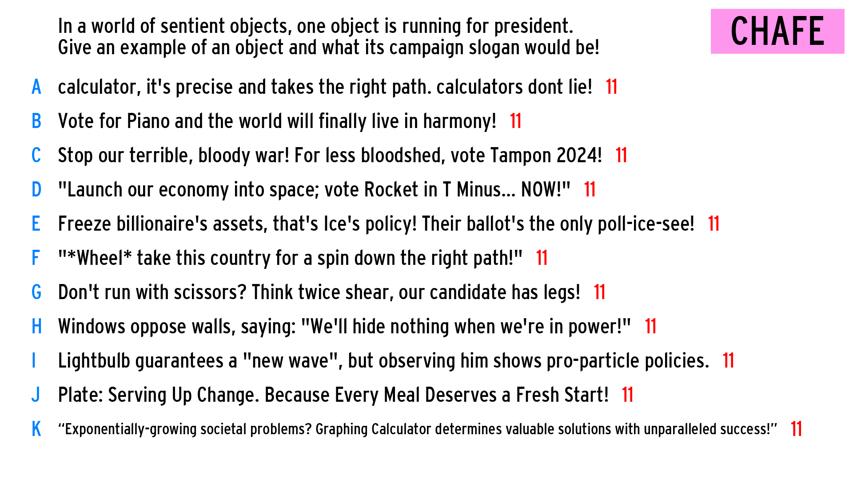 In a world of sentient objects, one object is running for president.
Give an example of an object and what its campaign slogan would be!
CHAFE
A calculator, it's precise and takes the right path. calculators dont lie! 11
B Vote for Piano and the world will finally live in harmony! 11
C Stop our terrible, bloody war! For less bloodshed, vote Tampon 2024! 11
D "Launch our economy into space; vote Rocket in T Minus... NOW!" 11
E Freeze billionaire's assets, that's Ice's policy! Their ballot's the only poll-ice-see! 11
F "*Wheel* take this country for a spin down the right path!" 11
G Don't run with scissors? Think twice shear, our candidate has legs! 11
H Windows oppose walls, saying: "We'll hide nothing when we're in power!" 11
I Lightbulb guarantees a "new wave", but observing him shows pro-particle policies. 11
J Plate: Serving Up Change. Because Every Meal Deserves a Fresh Start! 11
K “Exponentially-growing societal problems? Graphing Calculator determines valuable solutions with unparalleled success!” 11